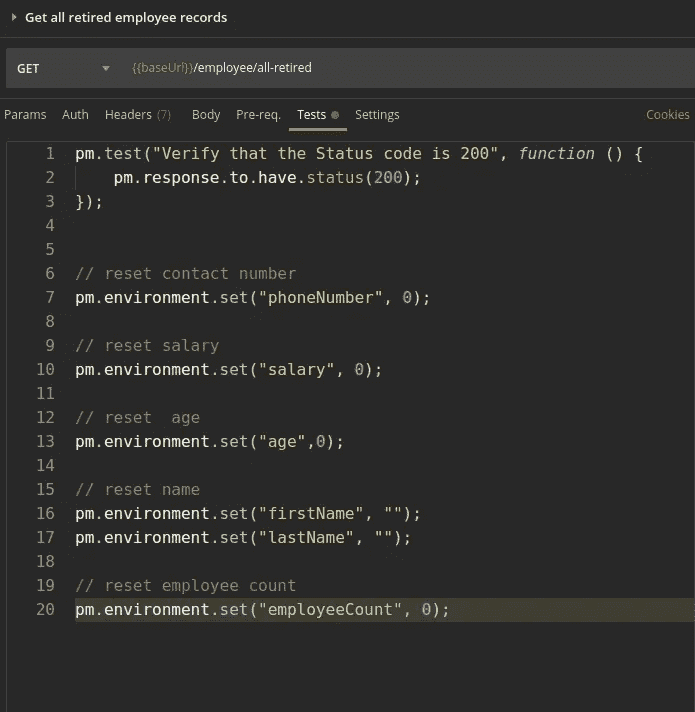 Get all retired employee records
GET {{baseUrl}}/employee/all-retired
Params Auth Headers (7) Body Pre-req. Tests Settings Cookies
1 pm.test("Verify that the Status code is 200", function () {
2     pm.response.to.have.status(200);
3 });
4
5
6 // reset contact number
7 pm.environment.set("phoneNumber", 0);
8
9 // reset salary
10 pm.environment.set("salary", 0);
11
12 // reset  age
13 pm.environment.set("age",0);
14
15 // reset name
16 pm.environment.set("firstName", "");
17 pm.environment.set("lastName", "");
18
19 // reset employee count
20 pm.environment.set("employeeCount", 0);